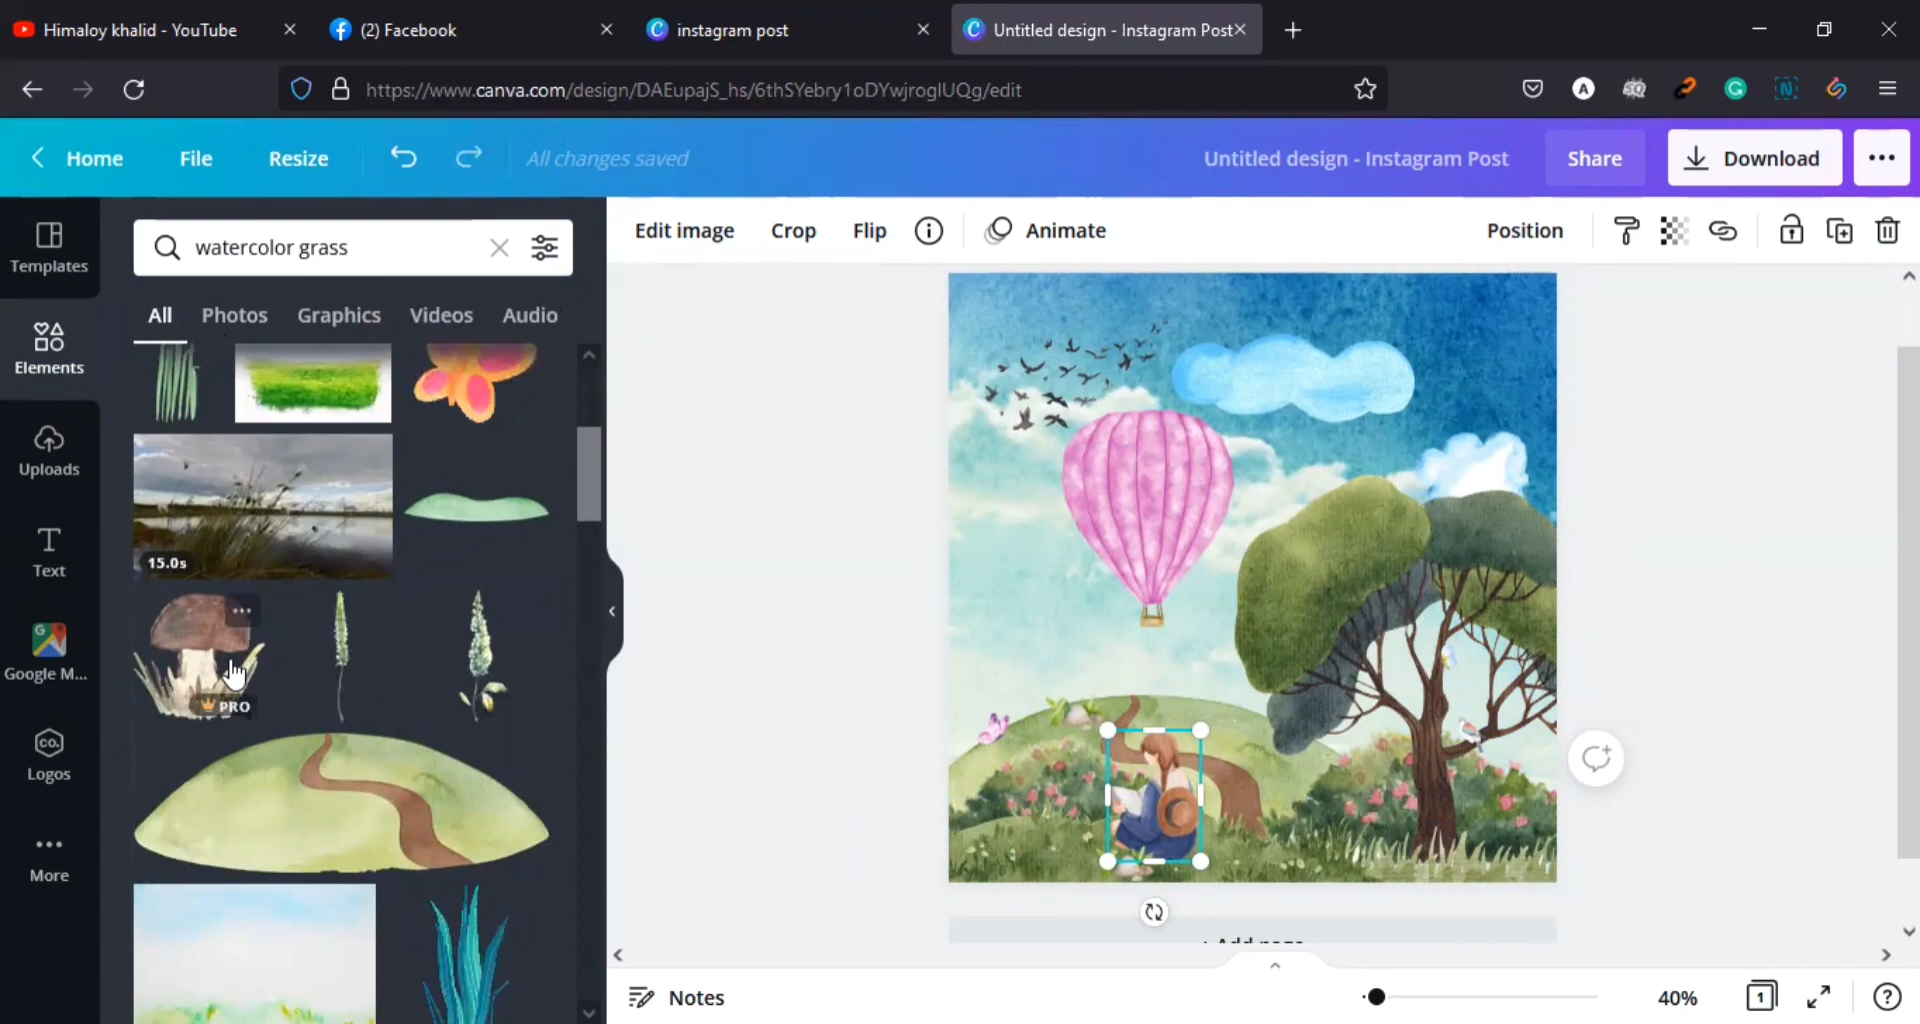 Himaloy khalid - YouTube
(2) Facebook
instagram post
Untitled design - Instagram Post
https://www.canva.com/design/DAEupajS_hs/6thSYebry1oDYwjroglUQg/edit
Home
File
Resize
All changes saved
Untitled design - Instagram Post
Share
Download
Templates
Elements
Uploads
Text
Google M...
Logos
More
watercolor grass
All
Photos
Graphics
Videos
Audio
15.0s
PRO
Edit image
Crop
Flip
Animate
Position
+ Add page
Notes
40%
1